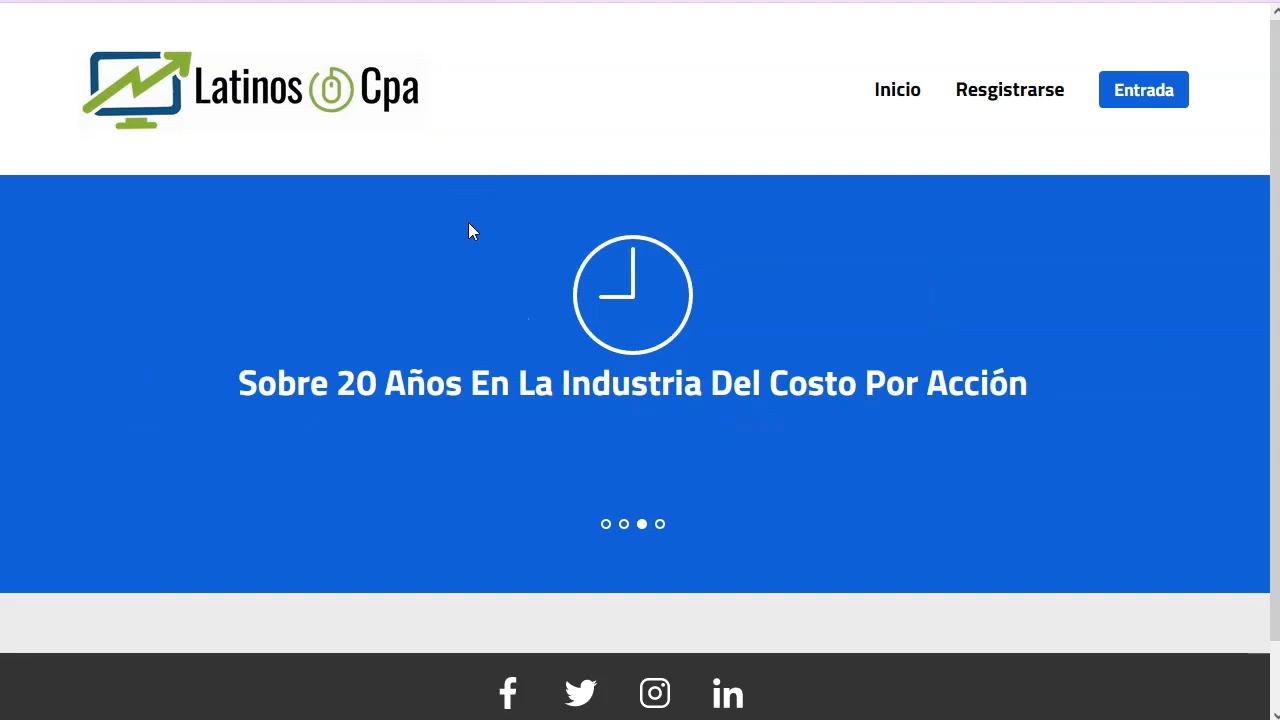 Latinos Cpa
Inicio
Resgistrarse
Entrada
Sobre 20 Años En La Industria Del Costo Por Acción